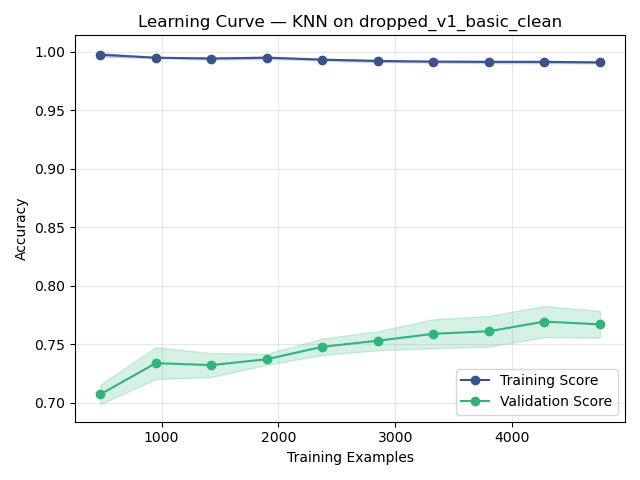 Learning Curve — KNN on dropped_v1_basic_clean
1.00
0.95
0.90
0.85
0.80
0.75
0.70
Accuracy
1000
2000
3000
4000
Training Examples
Training Score
Validation Score